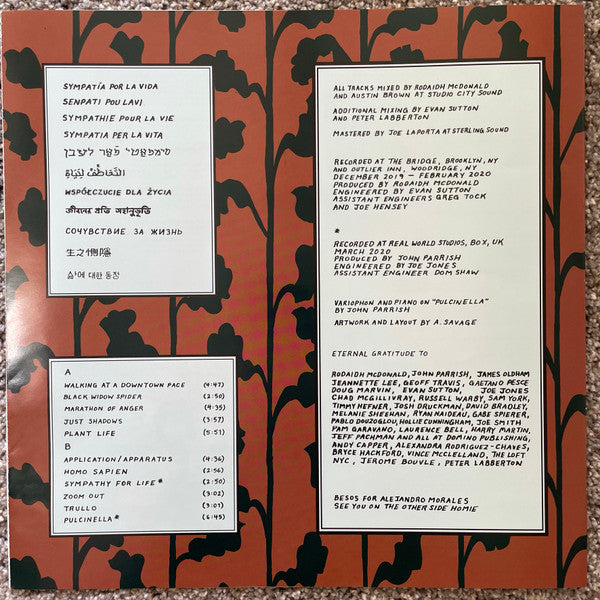 SYMPATÍA POR LA VIDA
SENPATI POU LAVI
SYMPATHIE POUR LA VIE
SYMPATIA PER LA VITA
סימפּאַטי פֿאַר לעבן
التعاطف لحياة
WSPÓŁCZUCIE DLA ŻYCIA
জীবনের প্রতি সহানুভূতি
СОЧУВСТВИЕ ЗА ЖИЗНЬ
生之惻隱
삶에 대한 동정
A
WALKING AT A DOWNTOWN PACE (4:47)
BLACK WIDOW SPIDER (2:50)
MARATHON OF ANGER (4:35)
JUST SHADOWS (3:57)
PLANT LIFE (5:51)
B
APPLICATION/APPARATUS (4:36)
HOMO SAPIEN (2:56)
SYMPATHY FOR LIFE* (2:50)
ZOOM OUT (3:02)
TRULLO (3:01)
PULCINELLA* (6:45)
ALL TRACKS MIXED BY RODAIDH MCDONALD
AND AUSTIN BROWN AT STUDIO CITY SOUND
ADDITIONAL MIXING BY EVAN SUTTON
AND PETER LABBERTON
MASTERED BY JOE LAPORTA AT STERLING SOUND
RECORDED AT THE BRIDGE, BROOKLYN, NY
AND OUTLIER INN, WOODRIDGE, NY
DECEMBER 2019 – FEBRUARY 2020
PRODUCED BY RODAIDH MCDONALD
ENGINEERED BY EVAN SUTTON
ASSISTANT ENGINEERS GREG TOCK
AND JOE HENSEY
*
RECORDED AT REAL WORLD STUDIOS, BOX, UK
MARCH 2020
PRODUCED BY JOHN PARRISH
ENGINEERED BY JOE JONES
ASSISTANT ENGINEER DOM SHAW
VARIOPHON AND PIANO ON "PULCINELLA"
BY JOHN PARRISH
ARTWORK AND LAYOUT BY A. SAVAGE
ETERNAL GRATITUDE TO
RODAIDH MCDONALD, JOHN PARRISH, JAMES OLDHAM
JEANNETTE LEE, GEOFF TRAVIS, GAETANO PESCE
DOUG MARVIN, EVAN SUTTON, JOE JONES
CHAD MCGILLIVRAY, RUSSELL WARBY, SAM YORK,
TIMMY HEFNER, JOSH DRUCKMAN, DAVID BRADLEY,
MELANIE SHEEHAN, RYAN NAIDEAU, GABE SPIERER,
PABLO DOUZOGLOU, HOLLIE CUNNINGHAM, JOE SMITH
PAM GARAVANO, LAURENCE BELL, HARRY MARTIN,
JEFF PACHMAN AND ALL AT DOMINO PUBLISHING,
ANDY CAPPER, ALEXANDRA RODRIGUEZ-CHAVES,
BRYCE HACKFORD, VINCE MCCLELLAND, THE LOFT
NYC, JEROME BOUVLE, PETER LABBERTON
BESOS FOR ALEJANDRO MORALES
SEE YOU ON THE OTHER SIDE HOMIE